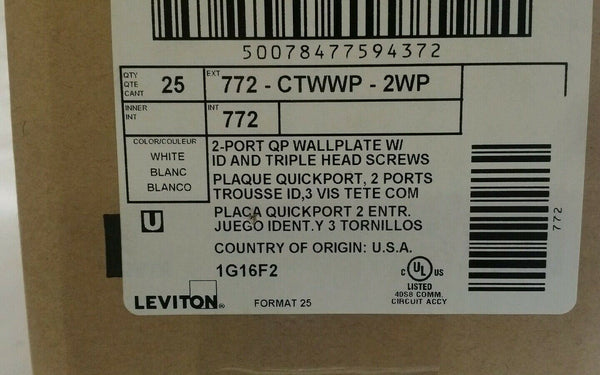 50078477594372
QTY
QTE
CANT
25
EXT
772 - CTWWP - 2WP
INNER
INT
INT
772
COLOR/COULEUR
WHITE
BLANC
BLANCO
2-PORT QP WALLPLATE W/
ID AND TRIPLE HEAD SCREWS
PLAQUE QUICKPORT, 2 PORTS
TROUSSE ID,3 VIS TETE COM
PLACA QUICKPORT 2 ENTR.
JUEGO IDENT.Y 3 TORNILLOS
COUNTRY OF ORIGIN: U.S.A.
1G16F2
U
LEVITON®
FORMAT 25
C UL US
LISTED
40S8 COMM.
CIRCUIT ACCY
772